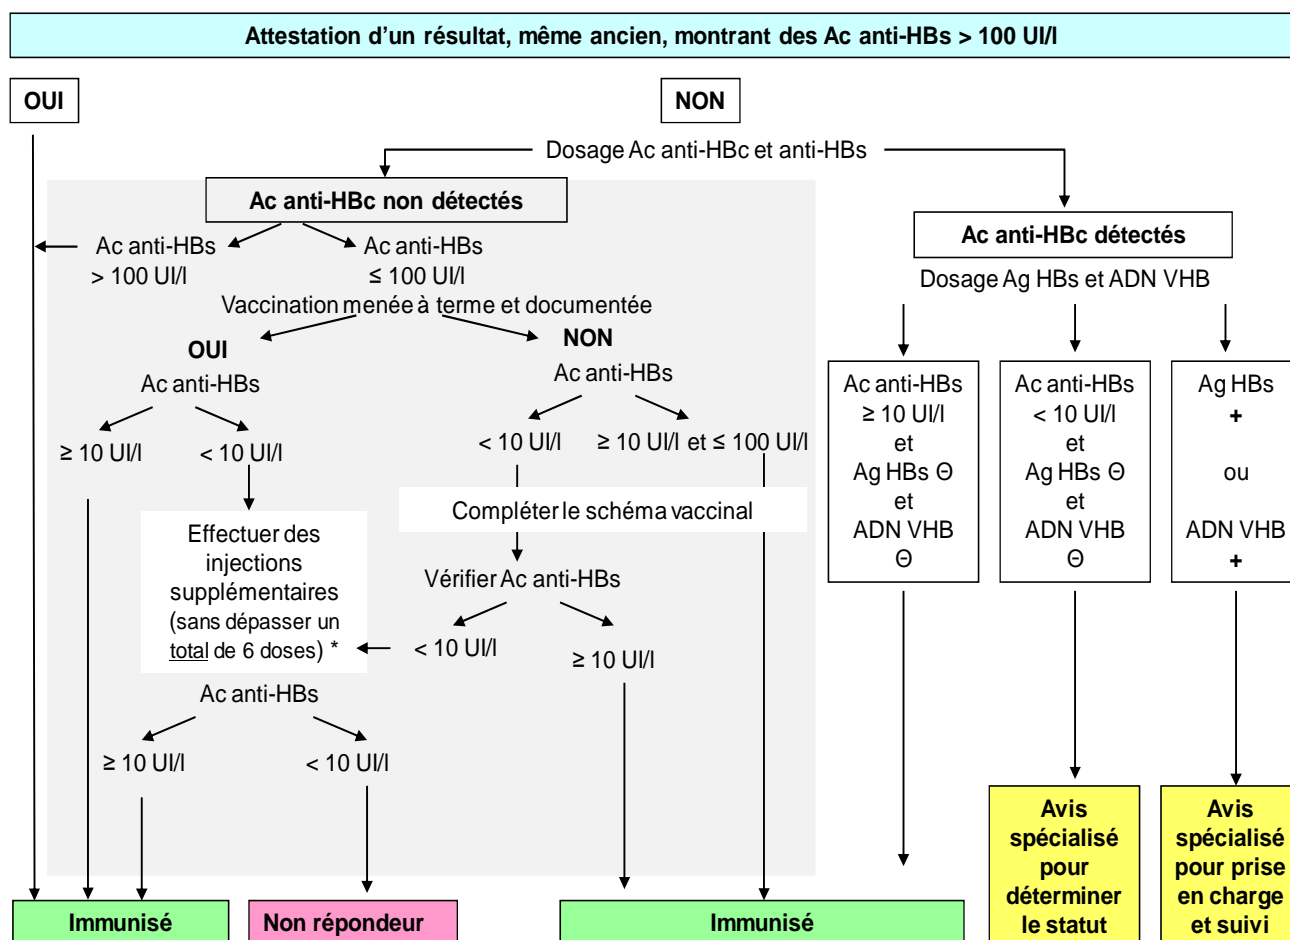 Attestation d'un résultat, même ancien, montrant des Ac anti-HBs > 100 UI/l
OUI
NON
Dosage Ac anti-HBc et anti-HBs
Ac anti-HBc non détectés
Ac anti-HBs
> 100 UI/l
Ac anti-HBs
≤ 100 UI/l
Vaccination menée à terme et documentée
OUI
Ac anti-HBs
≥ 10 UI/l
< 10 UI/l
NON
Ac anti-HBs
< 10 UI/l
≥ 10 UI/l et ≤ 100 UI/l
Effectuer des
injections
supplémentaires
(sans dépasser un
total de 6 doses) *
Compléter le schéma vaccinal
Vérifier Ac anti-HBs
< 10 UI/l
≥ 10 UI/l
Ac anti-HBs
≥ 10 UI/l
< 10 UI/l
Ac anti-HBc détectés
Dosage Ag HBs et ADN VHB
Ac anti-HBs
≥ 10 UI/l
et
Ag HBs Θ
et
ADN VHB
Θ
Ac anti-HBs
< 10 UI/l
et
Ag HBs Θ
et
ADN VHB
Θ
Ag HBs
+
ou
ADN VHB
+
Immunisé
Non répondeur
Immunisé
Avis
spécialisé
pour
déterminer
le statut
Avis
spécialisé
pour prise
en charge
et suivi